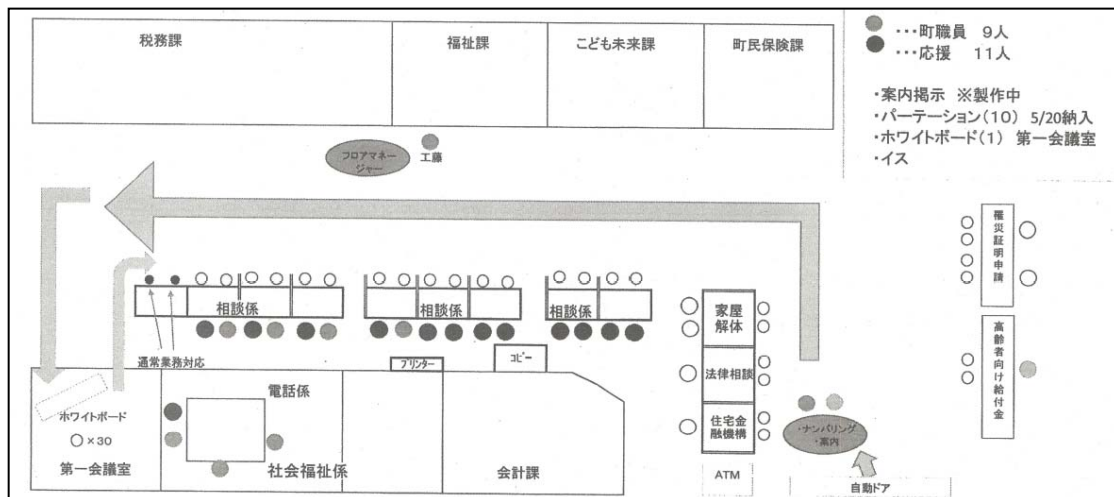 税務課
福祉課
こども未来課
町民保険課
・・・町職員 9人
・・・応援 11人
・案内掲示 ※製作中
・パーテーション(10) 5/20納入
・ホワイトボード(1) 第一会議室
・イス
フロアマネー
ジャー
工藤
罹災証明申請
高齢者向け給付金
相談係
相談係
相談係
通常業務対応
プリンター
コピー
家屋
解体
法律相談
住宅金
融機構
ATM
・ナンバリング
・案内
自動ドア
ホワイトボード
○×30
第一会議室
電話係
社会福祉係
会計課